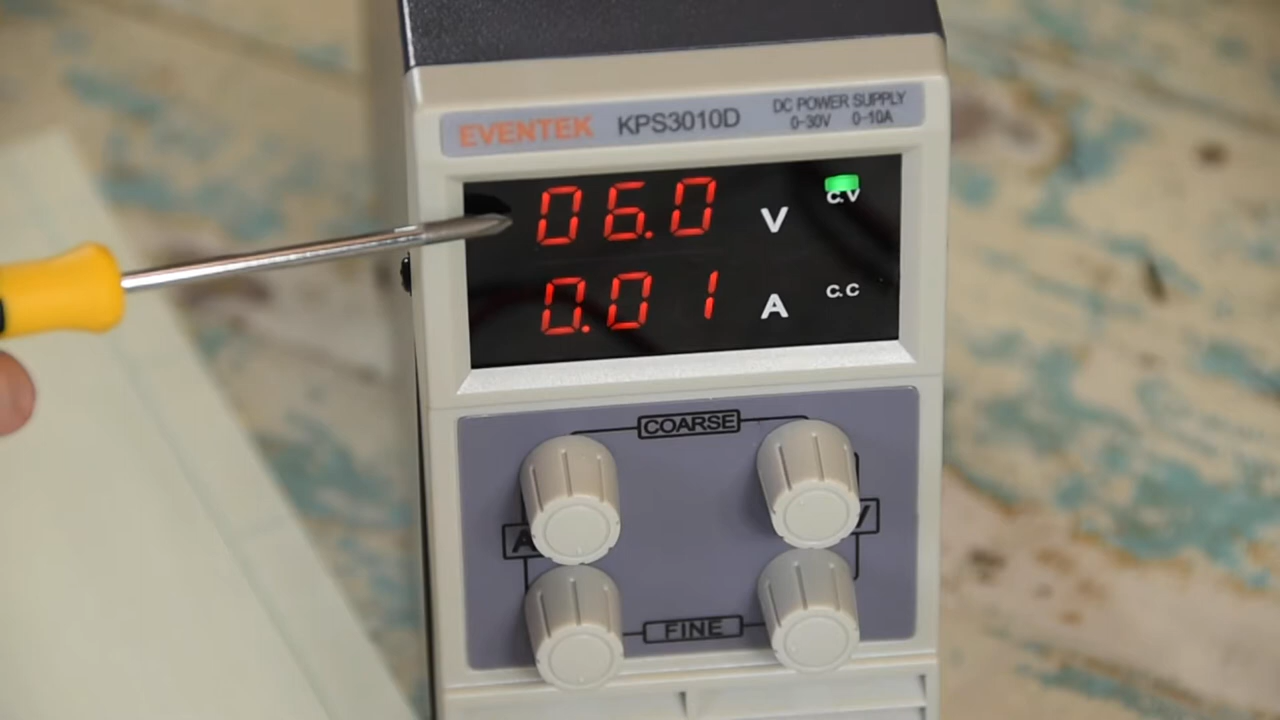 EVENTEK KPS3010D DC POWER SUPPLY
0-30V 0-10A
06.0 V C.V
0.01 A C.C
COARSE
A V
FINE